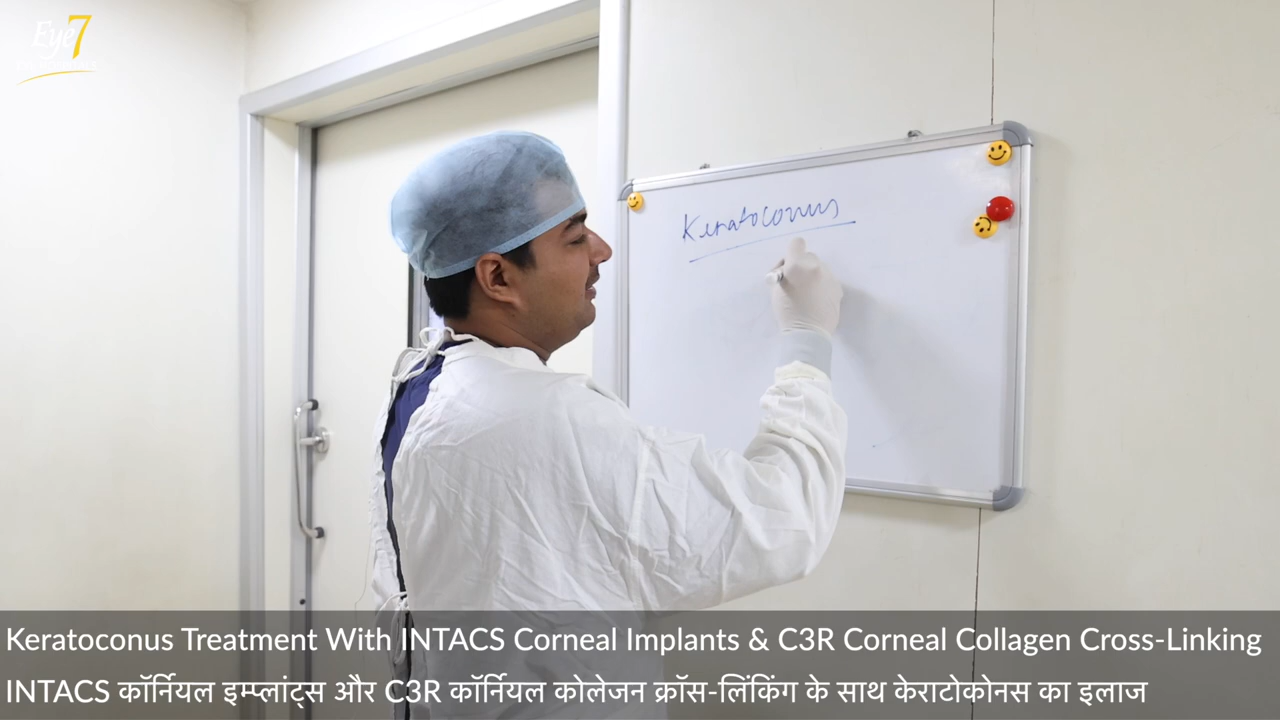 Eye7
Keratoconus
Keratoconus Treatment With INTACS Corneal Implants & C3R Corneal Collagen Cross-Linking
INTACS कॉर्नियल इम्प्लांट्स और C3R कॉर्नियल कोलेजन क्रॉस-लिंकिंग के साथ केराटोकोनस का इलाज